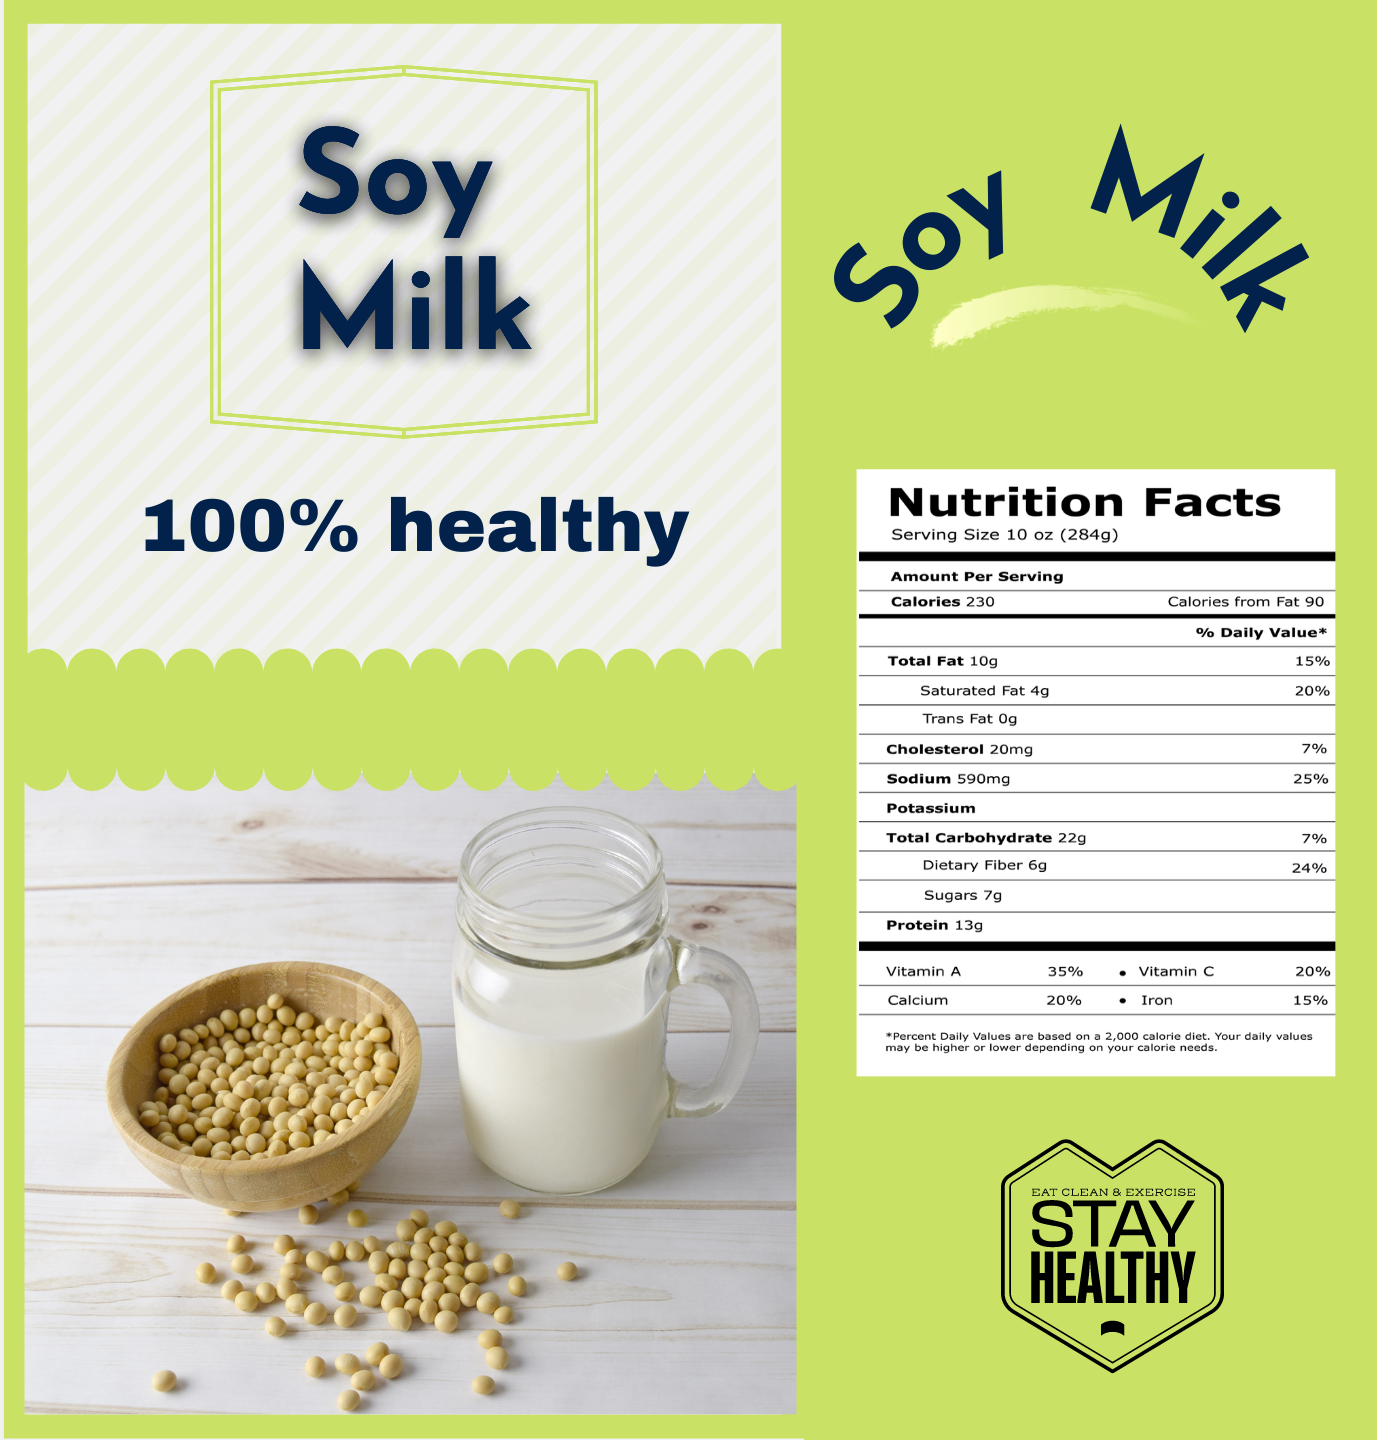 Soy
Milk
100% healthy
Soy Milk
Nutrition Facts
Serving Size 10 oz (284g)
Amount Per Serving
Calories 230 Calories from Fat 90
% Daily Value*
Total Fat 10g 15%
Saturated Fat 4g 20%
Trans Fat 0g
Cholesterol 20mg 7%
Sodium 590mg 25%
Potassium
Total Carbohydrate 22g 7%
Dietary Fiber 6g 24%
Sugars 7g
Protein 13g
Vitamin A 35% • Vitamin C 20%
Calcium 20% • Iron 15%
*Percent Daily Values are based on a 2,000 calorie diet. Your daily values
may be higher or lower depending on your calorie needs.
EAT CLEAN & EXERCISE
STAY
HEALTHY